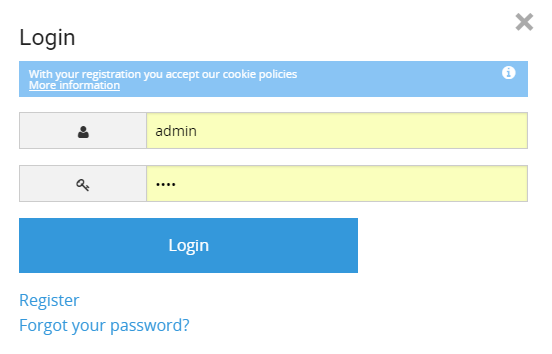 Login
With your registration you accept our cookie policies
More information
admin
••••
Login
Register
Forgot your password?